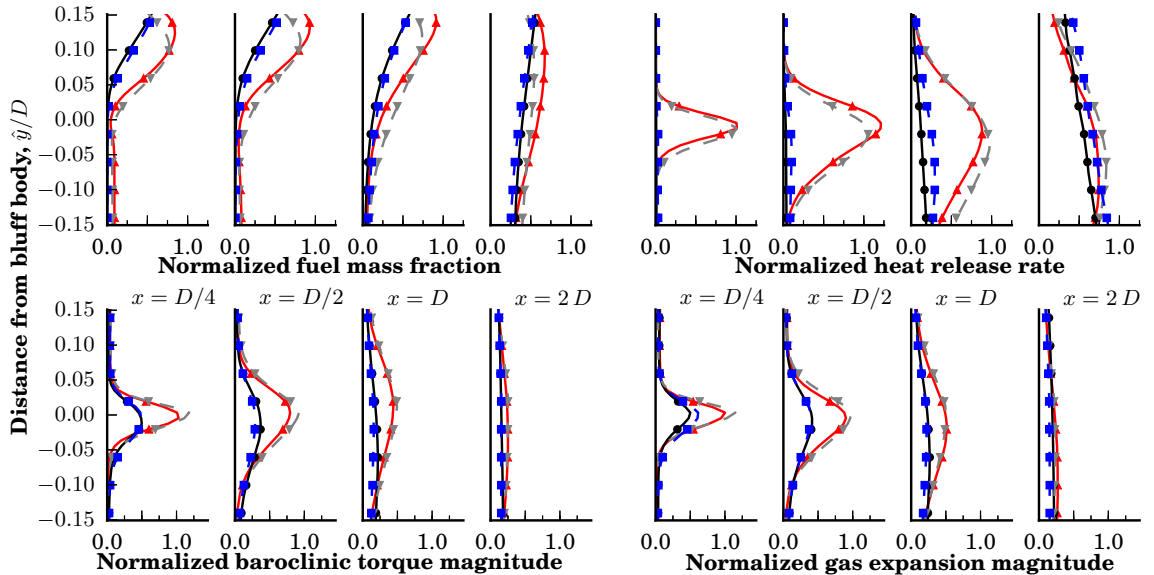 Distance from bluff body, ŷ/D
0.15
0.10
0.06
0.00
−0.05
−0.10
−0.15
0.0 1.0 0.0 1.0 0.0 1.0 0.0 1.0 0.0 1.0 0.0 1.0 0.0 1.0 0.0 1.0
Normalized fuel mass fraction Normalized heat release rate
x = D/4 x = D/2 x = D x = 2 D x = D/4 x = D/2 x = D x = 2 D
0.15
0.10
0.05
0.00
−0.05
−0.10
−0.15
0.0 1.0 0.0 1.0 0.0 1.0 0.0 1.0 0.0 1.0 0.0 1.0 0.0 1.0 0.0 1.0
Normalized baroclinic torque magnitude Normalized gas expansion magnitude